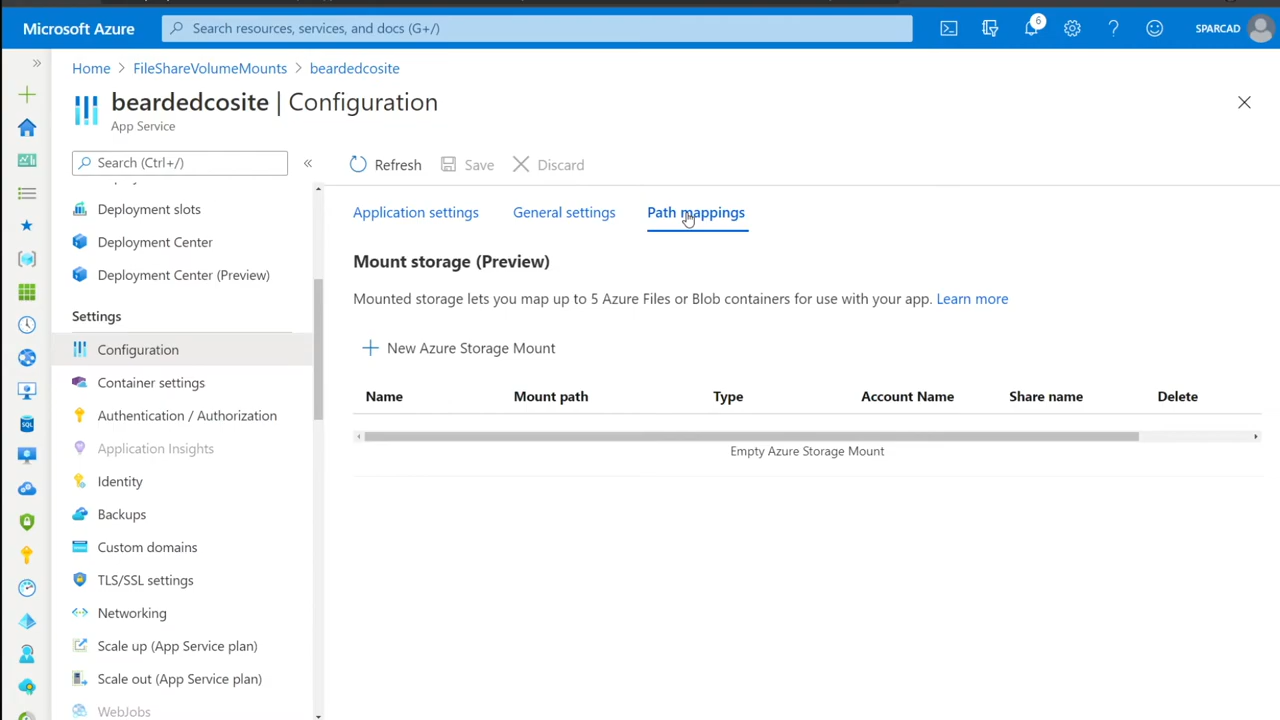 Microsoft Azure
Search resources, services, and docs (G+/)
6
SPARCAD
Home > FileShareVolumeMounts > beardedcosite
beardedcosite | Configuration
App Service
Search (Ctrl+/)
«
Refresh
Save
Discard
Deployment slots
Deployment Center
Deployment Center (Preview)
Settings
Configuration
Container settings
Authentication / Authorization
Application Insights
Identity
Backups
Custom domains
TLS/SSL settings
Networking
Scale up (App Service plan)
Scale out (App Service plan)
WebJobs
Application settings
General settings
Path mappings
Mount storage (Preview)
Mounted storage lets you map up to 5 Azure Files or Blob containers for use with your app. Learn more
New Azure Storage Mount
Name Mount path Type Account Name Share name Delete
Empty Azure Storage Mount